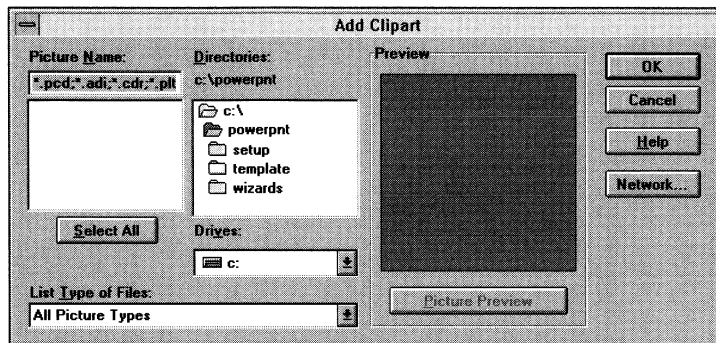 Add Clipart
Picture Name:
*.pcd;*.adi;*.cdr;*.plt
Select All
List Type of Files:
All Picture Types
Directories:
c:\powerpnt
c:\
powerpnt
setup
template
wizards
Drives:
c:
Preview
Picture Preview
OK
Cancel
Help
Network...